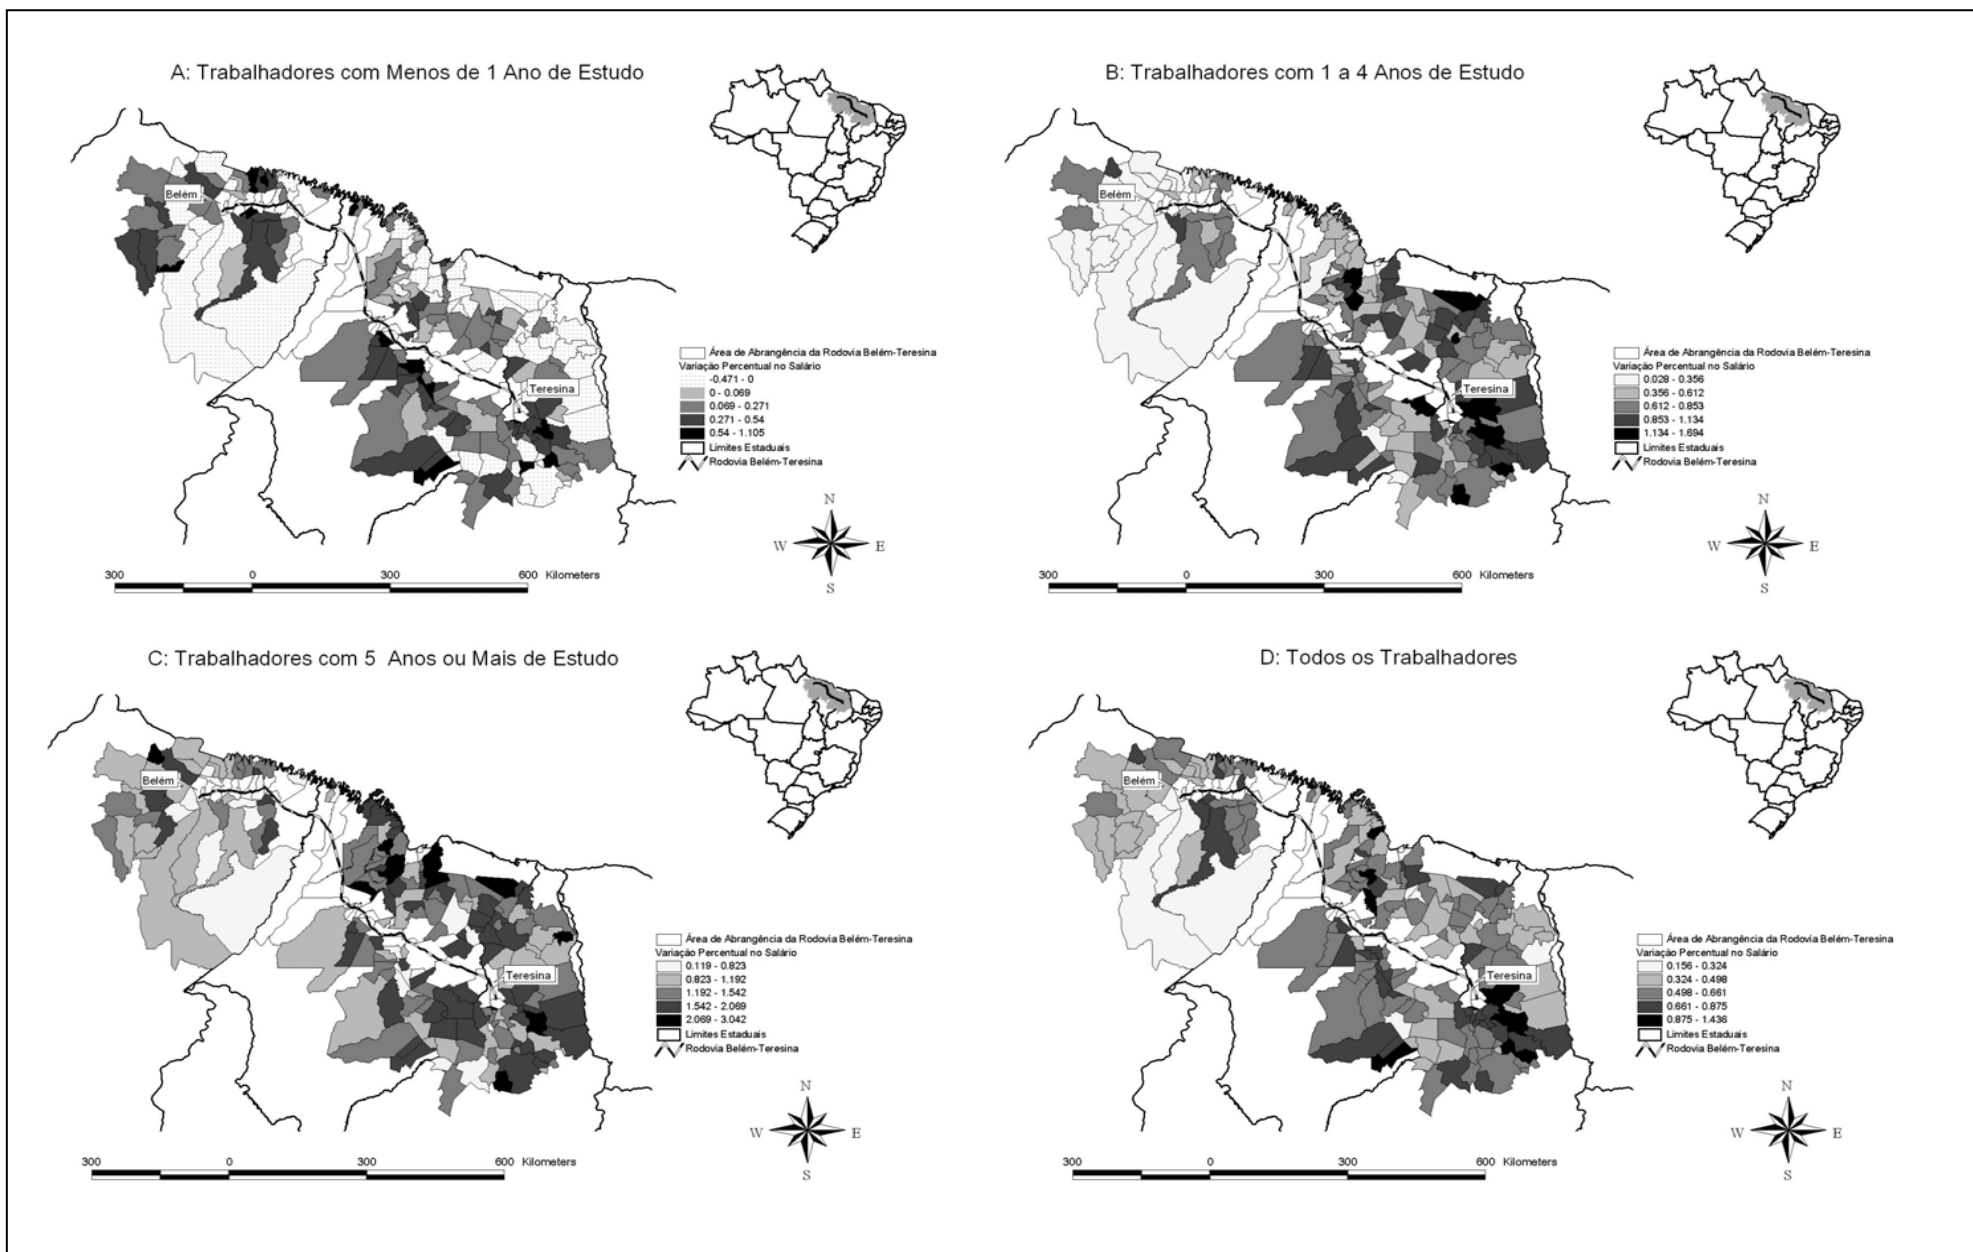 A: Trabalhadores com Menos de 1 Ano de Estudo
Belém
Teresina
Área de Abrangência da Rodovia Belém-Teresina
Variação Percentual no Salário
-0.471 - 0
0 - 0.069
0.069 - 0.271
0.271 - 0.54
0.54 - 1.105
Limites Estaduais
Rodovia Belém-Teresina
N
W E
S
300 0 300 600 Kilometers
B: Trabalhadores com 1 a 4 Anos de Estudo
Belém
Teresina
Área de Abrangência da Rodovia Belém-Teresina
Variação Percentual no Salário
0.028 - 0.356
0.356 - 0.612
0.612 - 0.853
0.853 - 1.134
1.134 - 1.694
Limites Estaduais
Rodovia Belém-Teresina
N
W E
S
300 0 300 600 Kilometers
C: Trabalhadores com 5 Anos ou Mais de Estudo
Belém
Teresina
Área de Abrangência da Rodovia Belém-Teresina
Variação Percentual no Salário
0.119 - 0.823
0.823 - 1.192
1.192 - 1.542
1.542 - 2.069
2.069 - 3.042
Limites Estaduais
Rodovia Belém-Teresina
N
W E
S
300 0 300 600 Kilometers
D: Todos os Trabalhadores
Belém
Teresina
Área de Abrangência da Rodovia Belém-Teresina
Variação Percentual no Salário
0.156 - 0.324
0.324 - 0.498
0.498 - 0.661
0.661 - 0.875
0.875 - 1.436
Limites Estaduais
Rodovia Belém-Teresina
N
W E
S
300 0 300 600 Kilometers